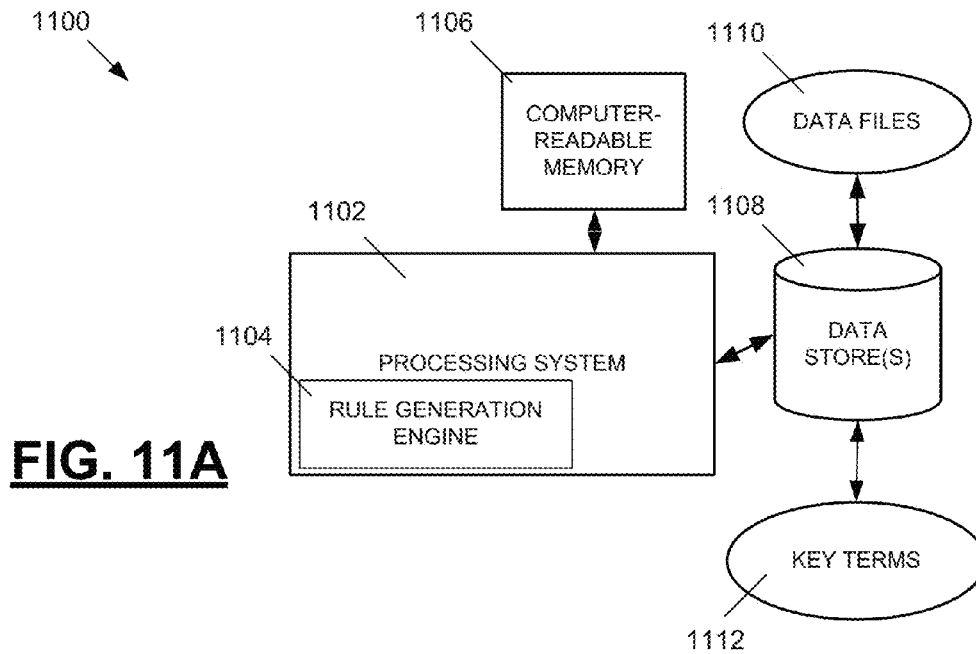 1100
1106
1110
COMPUTER-
READABLE
MEMORY
DATA FILES
1102
1108
1104
PROCESSING SYSTEM
DATA
STORE(S)
RULE GENERATION
ENGINE
FIG. 11A
KEY TERMS
1112